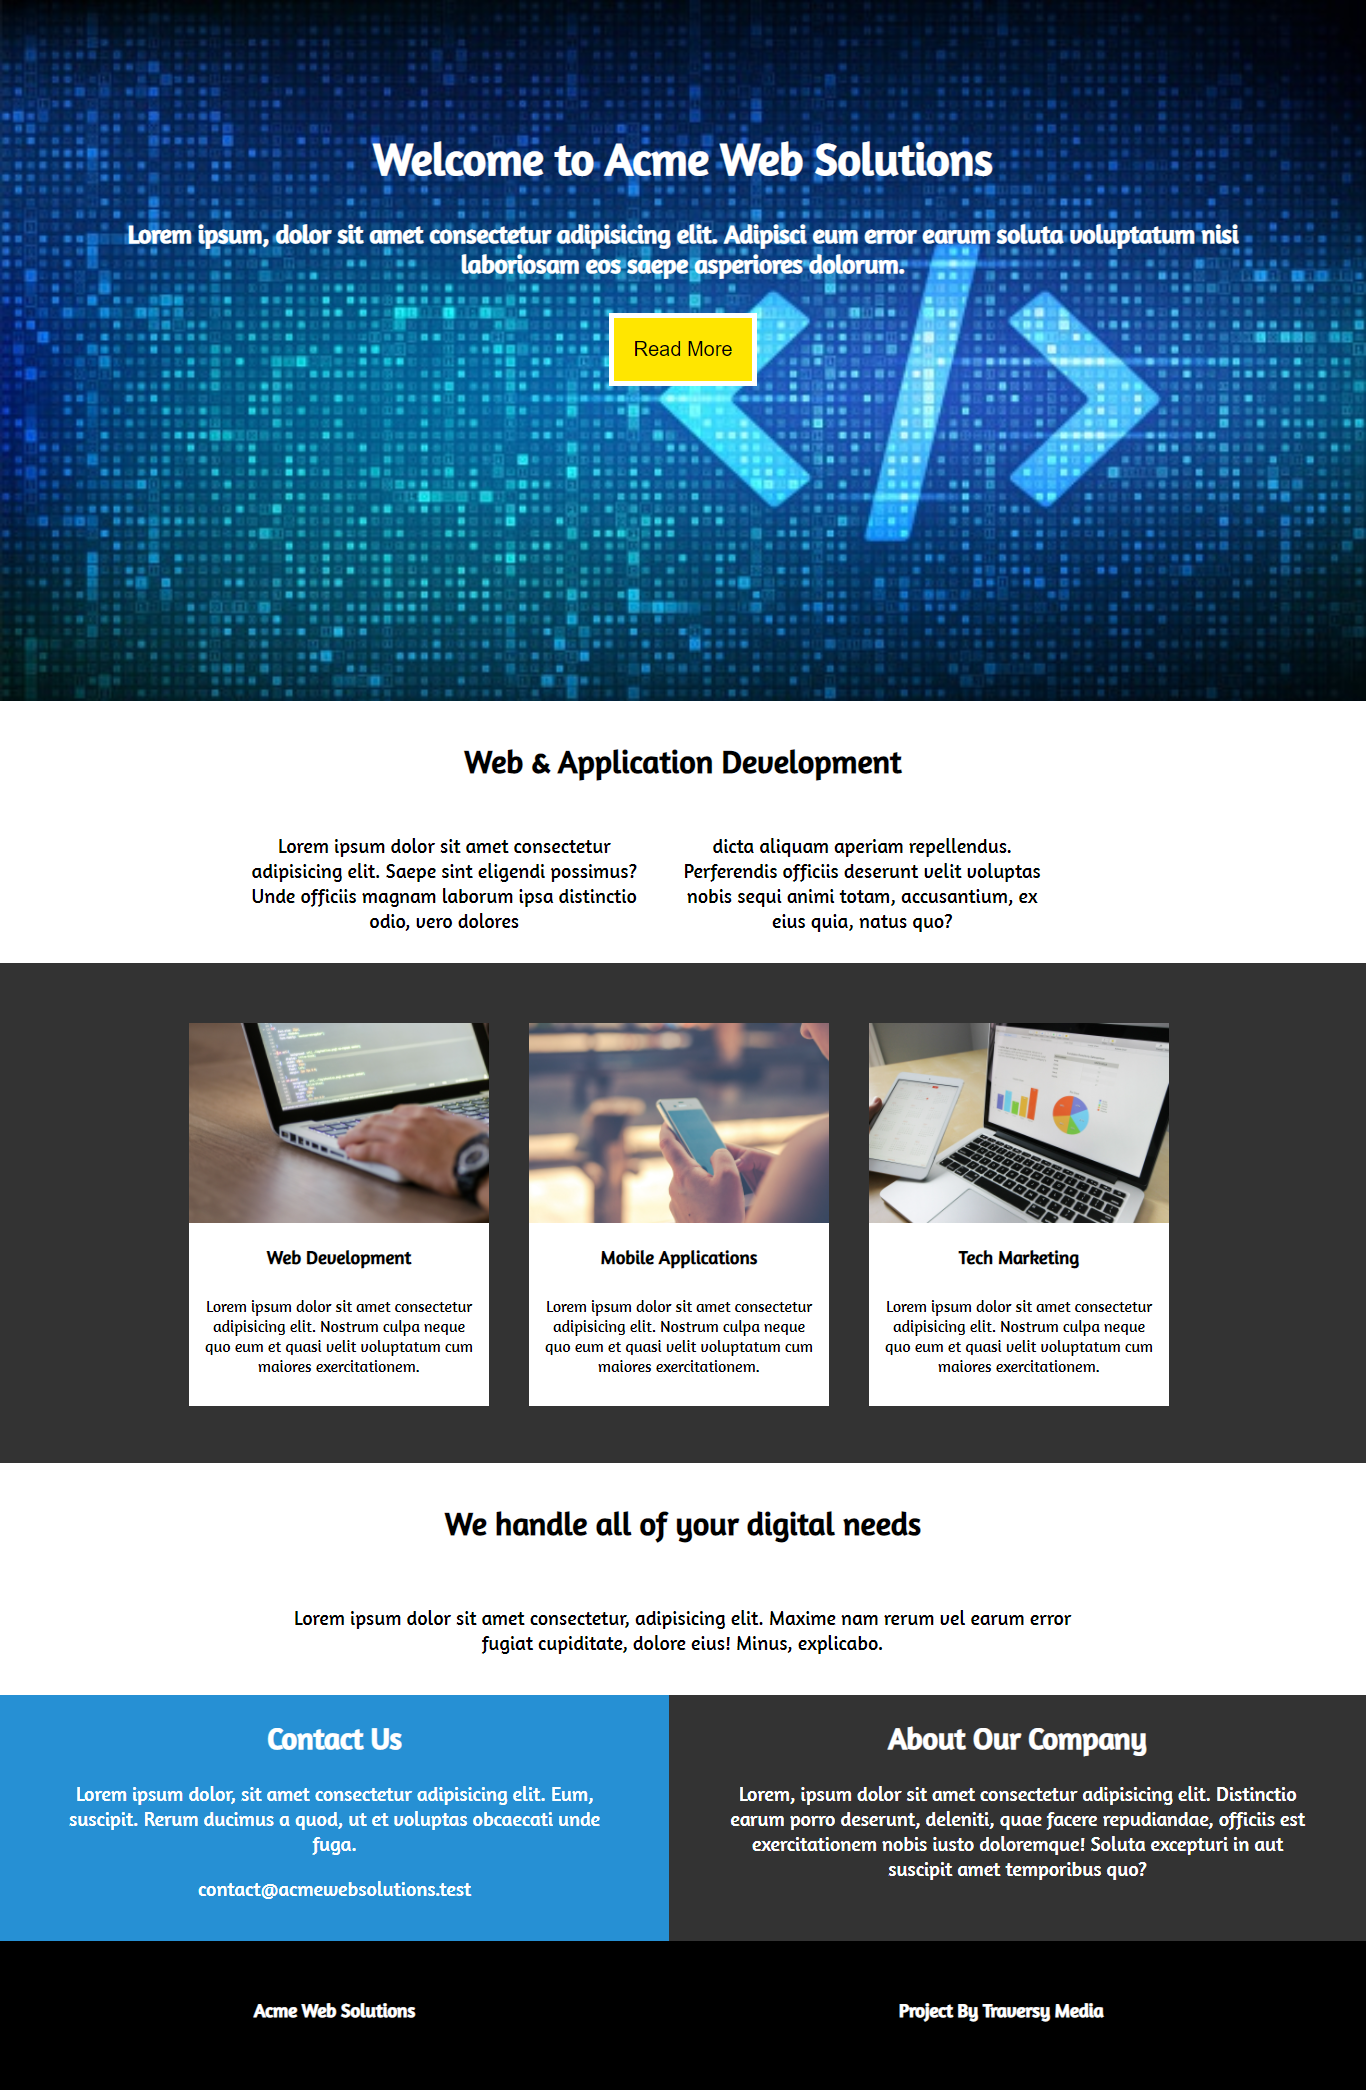 Welcome to Acme Web Solutions
Lorem ipsum, dolor sit amet consectetur adipisicing elit. Adipisci eum error earum soluta voluptatum nisi
laboriosam eos saepe asperiores dolorum.
Read More
Web & Application Development
Lorem ipsum dolor sit amet consectetur
adipisicing elit. Saepe sint eligendi possimus?
Unde officiis magnam laborum ipsa distinctio
odio, vero dolores
dicta aliquam aperiam repellendus.
Perferendis officiis deserunt velit voluptas
nobis sequi animi totam, accusantium, ex
eius quia, natus quo?
Web Development
Lorem ipsum dolor sit amet consectetur
adipisicing elit. Nostrum culpa neque
quo eum et quasi velit voluptatum cum
maiores exercitationem.
Mobile Applications
Lorem ipsum dolor sit amet consectetur
adipisicing elit. Nostrum culpa neque
quo eum et quasi velit voluptatum cum
maiores exercitationem.
Tech Marketing
Lorem ipsum dolor sit amet consectetur
adipisicing elit. Nostrum culpa neque
quo eum et quasi velit voluptatum cum
maiores exercitationem.
We handle all of your digital needs
Lorem ipsum dolor sit amet consectetur, adipisicing elit. Maxime nam rerum vel earum error
fugiat cupiditate, dolore eius! Minus, explicabo.
Contact Us
Lorem ipsum dolor, sit amet consectetur adipisicing elit. Eum,
suscipit. Rerum ducimus a quod, ut et voluptas obcaecati unde
fuga.
contact@acmewebsolutions.test
About Our Company
Lorem, ipsum dolor sit amet consectetur adipisicing elit. Distinctio
earum porro deserunt, deleniti, quae facere repudiandae, officiis est
exercitationem nobis iusto doloremque! Soluta excepturi in aut
suscipit amet temporibus quo?
Acme Web Solutions
Project By Traversy Media